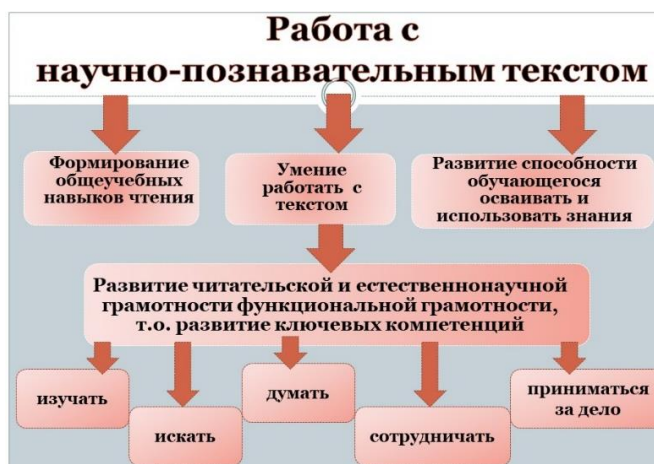 Работа с
научно-познавательным текстом
Формирование
общеучебных
навыков чтения
Умение
работать с
текстом
Развитие способности
обучающегося
осваивать и
использовать знания
Развитие читательской и естественнонаучной
грамотности функциональной грамотности,
т.о. развитие ключевых компетенций
изучать
искать
думать
сотрудничать
приниматься
за дело